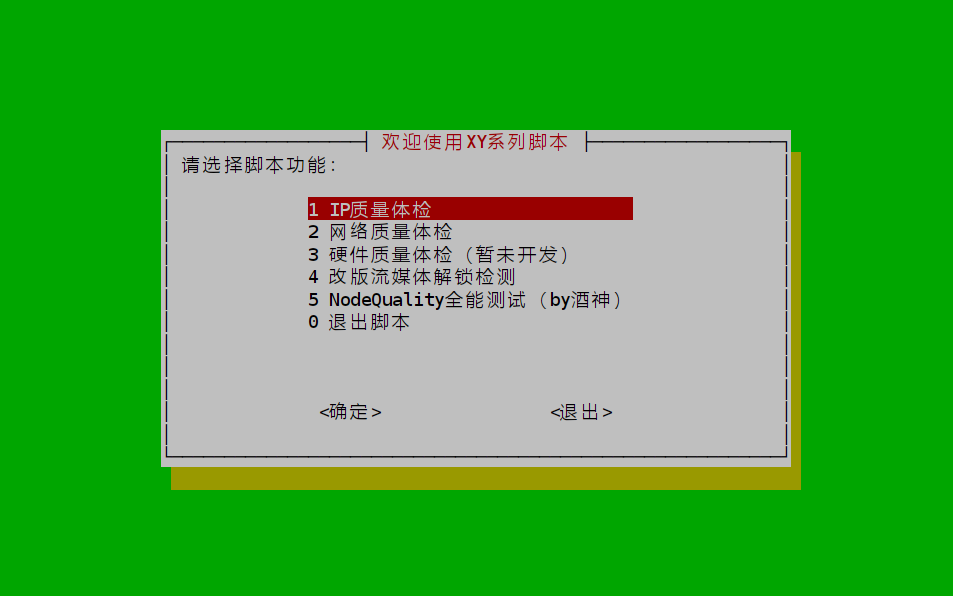 欢迎使用XY系列脚本
请选择脚本功能:
1 IP质量体检
2 网络质量体检
3 硬件质量体检（暂未开发）
4 改版流媒体解锁检测
5 NodeQuality全能测试（by酒神）
0 退出脚本
<确定> <退出>